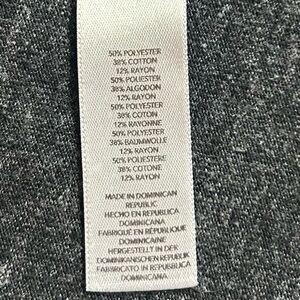 50% POLYESTER
38% COTTON
12% RAYON
50% POLYESTER
38% ALGODON
12% RAYON
50% POLYESTER
38% COTON
12% RAYONNE
50% POLYESTER
38% BAUMWOLLE
12% RAYON
50% POLIESTERE
38% COTONE
12% RAYON
MADE IN DOMINICAN
REPUBLIC
HECHO EN REPUBLICA
DOMINICANA
FABRIQUÉ EN RÉPUBLIQUE
DOMINICAINE
HERGESTELLT IN DER
DOMINIKANISCHEN REPUBLIK
FABBRICATO IN REPUBBLICA
DOMINICANA